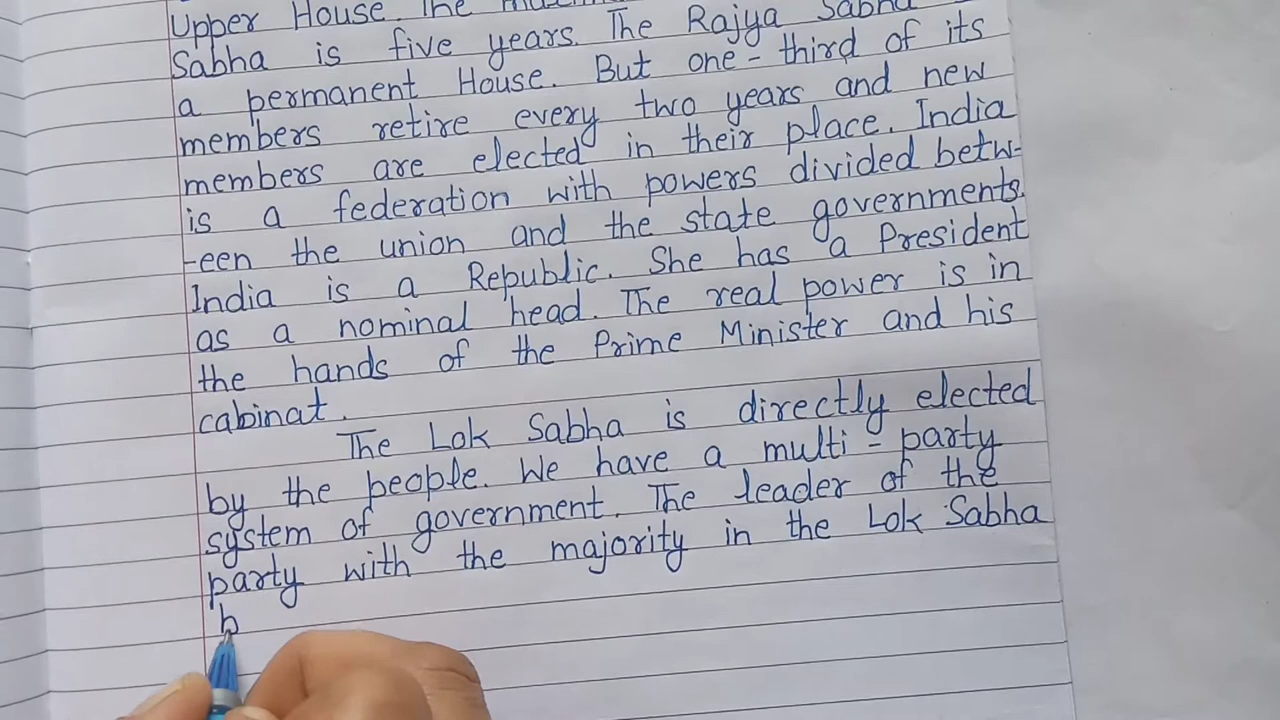 Upper House. The
Sabha is five years. The Rajya Sabha
a permanent House. But one - third of its
members retire every two years and new
members are elected in their place. India
is a federation with powers divided betw-
-een the union and the state governments.
India is a Republic. She has a President
as a nominal head. The real power is in
the hands of the Prime Minister and his
cabinat.
The Lok Sabha is directly elected
by the people. We have a multi - party
system of government. The leader of the
party with the majority in the Lok Sabha
b